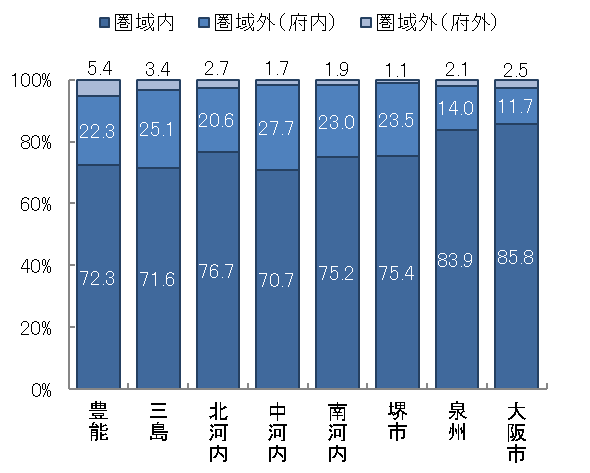 圏域内 圏域外(府内) 圏域外(府外)
5.4 3.4 2.7 1.7 1.9 1.1 2.1 2.5
100%
80%
60%
40%
20%
0%
22.3 25.1 20.6 27.7 23.0 23.5 14.0 11.7
72.3 71.6 76.7 70.7 75.2 75.4 83.9 85.8
豊能 三島 北河内 中河内 南河内 堺市 泉州 大阪市